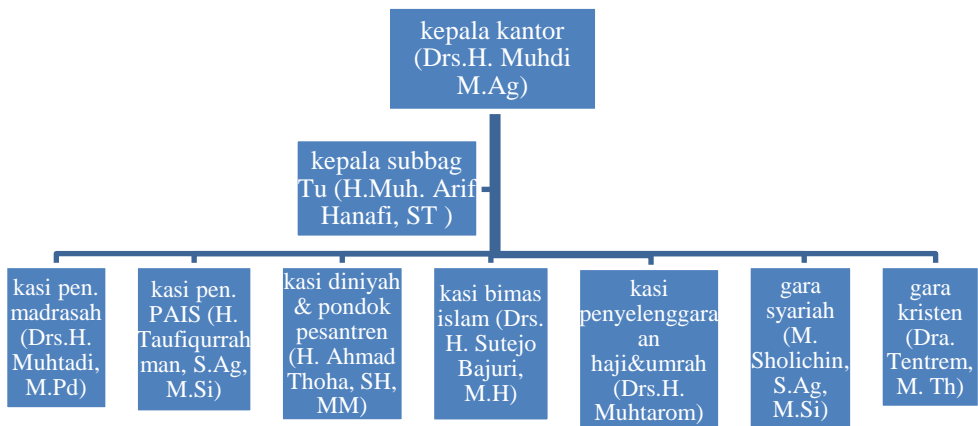 kepala kantor
(Drs.H. Muhdi
M.Ag)
kepala subbag
Tu (H.Muh. Arif
Hanafi, ST )
kasi pen.
madrasah
(Drs.H.
Muhtadi,
M.Pd)
kasi pen.
PAIS (H.
Taufiqurrah
man, S.Ag,
M.Si)
kasi diniyah
& pondok
pesantren
(H. Ahmad
Thoha, SH,
MM)
kasi bimas
islam (Drs.
H. Sutejo
Bajuri,
M.H)
kasi
penyelenggara
an
haji&umrah
(Drs.H.
Muhtarom)
gara
syariah
(M.
Sholichin,
S.Ag,
M.Si)
gara
kristen
(Dra.
Tentrem,
M. Th)